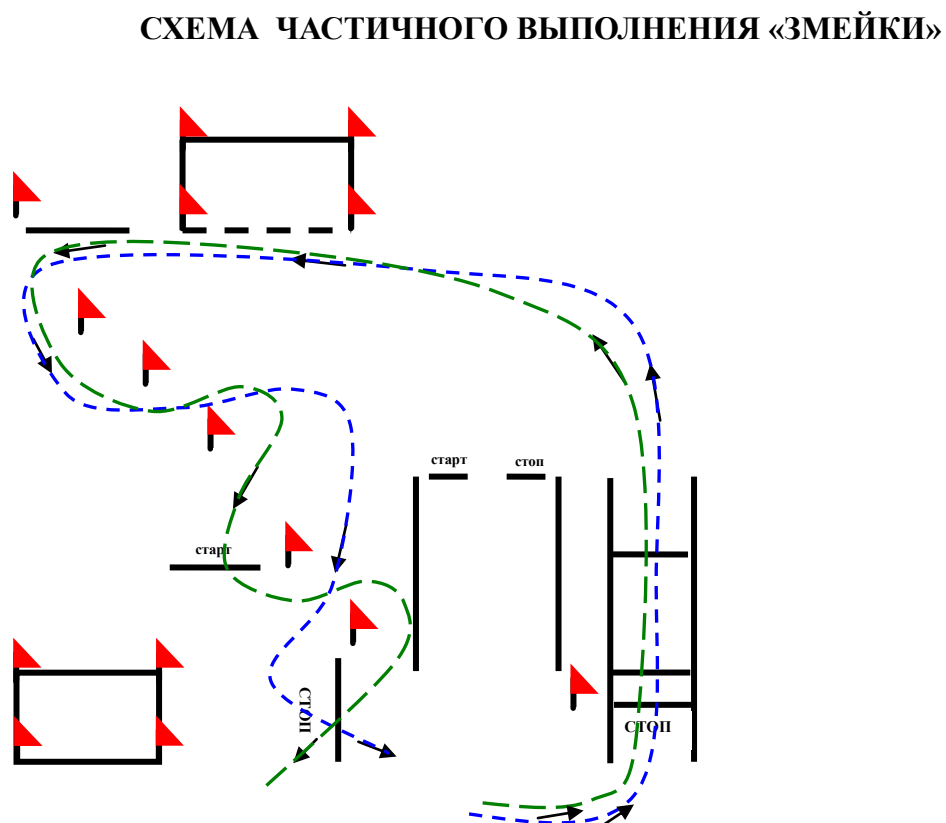 СХЕМА ЧАСТИЧНОГО ВЫПОЛНЕНИЯ «ЗМЕЙКИ»
старт стоп
старт
СТОП
СТОП